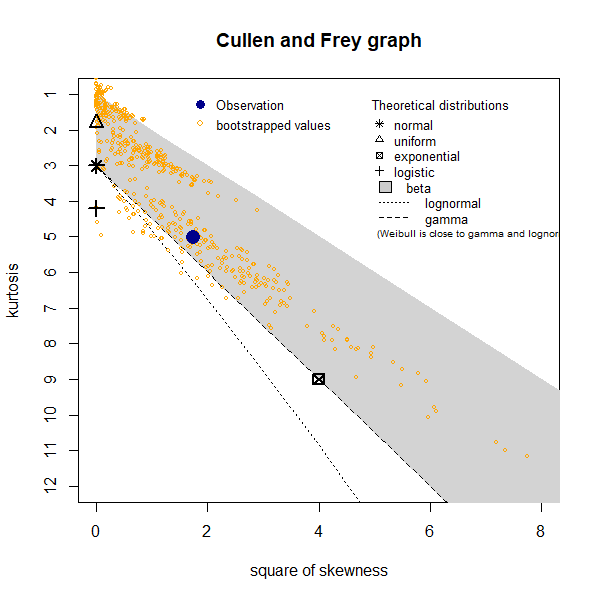 Cullen and Frey graph
Observation
bootstrapped values
Theoretical distributions
normal
uniform
exponential
logistic
beta
lognormal
gamma
(Weibull is close to gamma and lognor
kurtosis
1
2
3
4
5
6
7
8
9
10
11
12
0 2 4 6 8
square of skewness